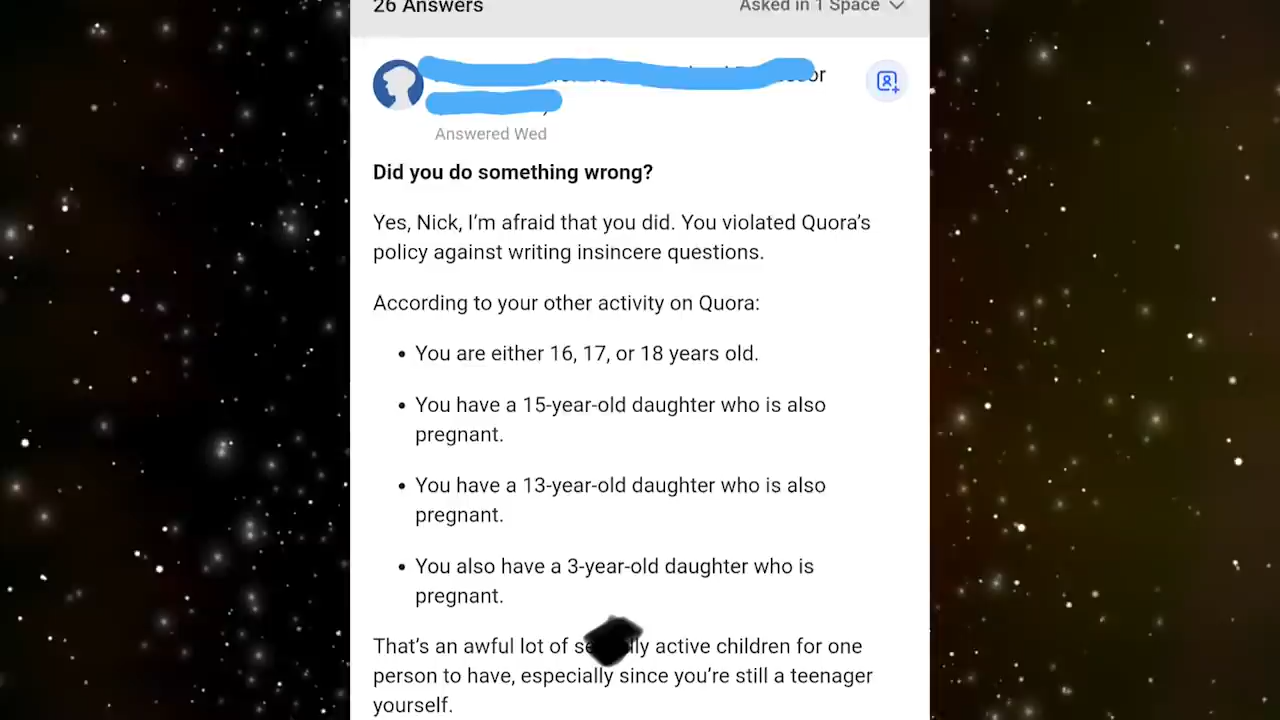 26 Answers
Asked in 1 Space
or
Answered Wed
Did you do something wrong?
Yes, Nick, I'm afraid that you did. You violated Quora's
policy against writing insincere questions.
According to your other activity on Quora:
• You are either 16, 17, or 18 years old.
• You have a 15-year-old daughter who is also
pregnant.
• You have a 13-year-old daughter who is also
pregnant.
• You also have a 3-year-old daughter who is
pregnant.
That's an awful lot of active children for one
person to have, especially since you're still a teenager
yourself.